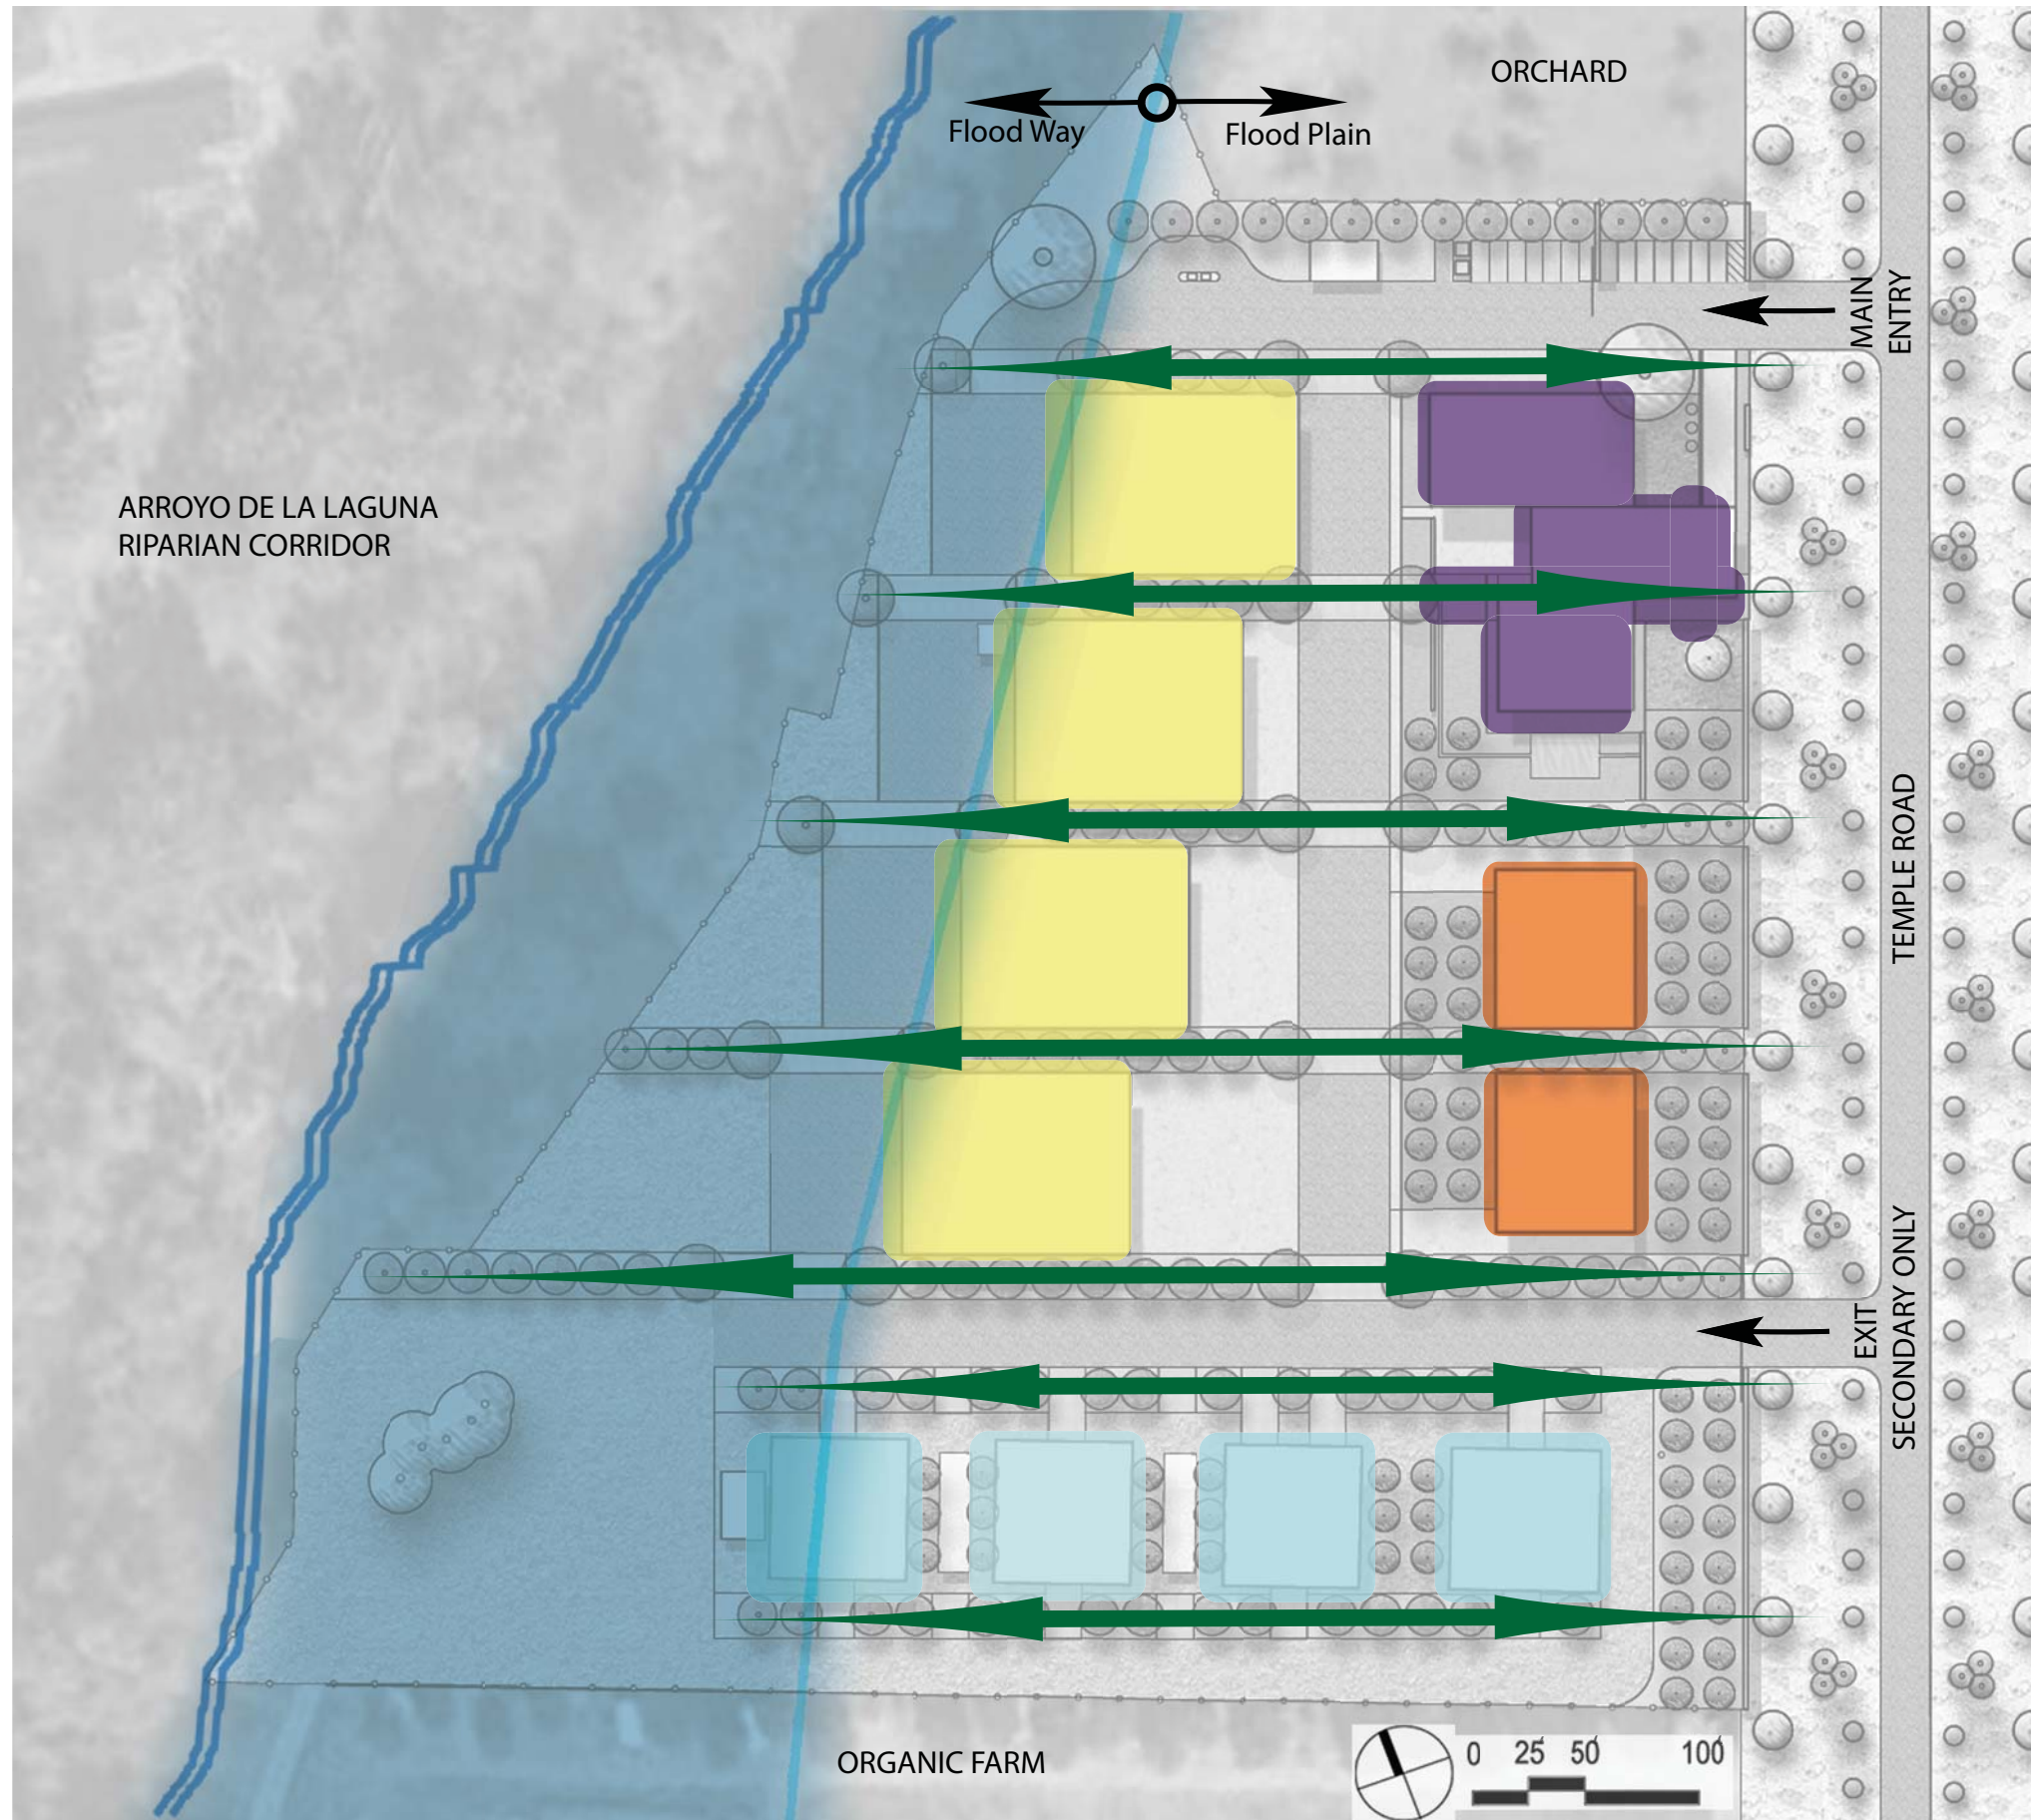 ORCHARD
Flood Way
Flood Plain
MAIN
ENTRY
ARROYO DE LA LAGUNA
RIPARIAN CORRIDOR
TEMPLE ROAD
EXIT
SECONDARY ONLY
ORGANIC FARM
0 25' 50' 100'